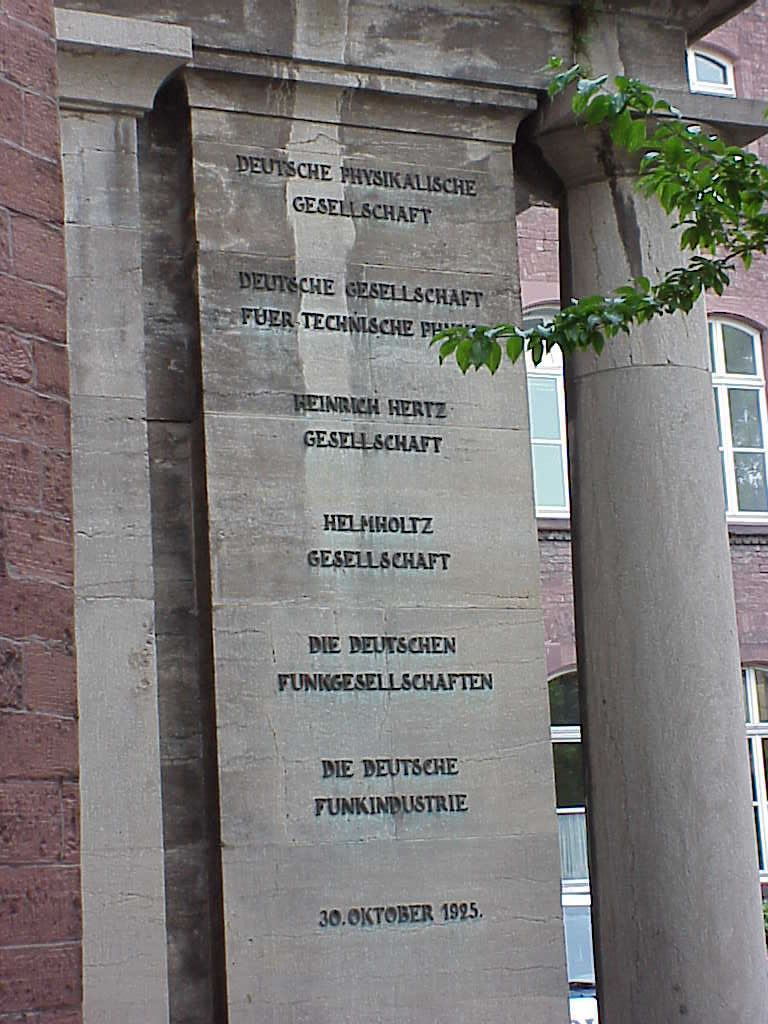 DEUTSCHE PHYSIKALISCHE
GESELLSCHAFT
DEUTSCHE GESELLSCHAFT
FUER TECHNISCHE
HEINRICH HERTZ
GESELLSCHAFT
HELMHOLTZ
GESELLSCHAFT
DIE DEUTSCHEN
FUNKGESELLSCHAFTEN
DIE DEUTSCHE
FUNKINDUSTRIE
30. OKTOBER 1925.